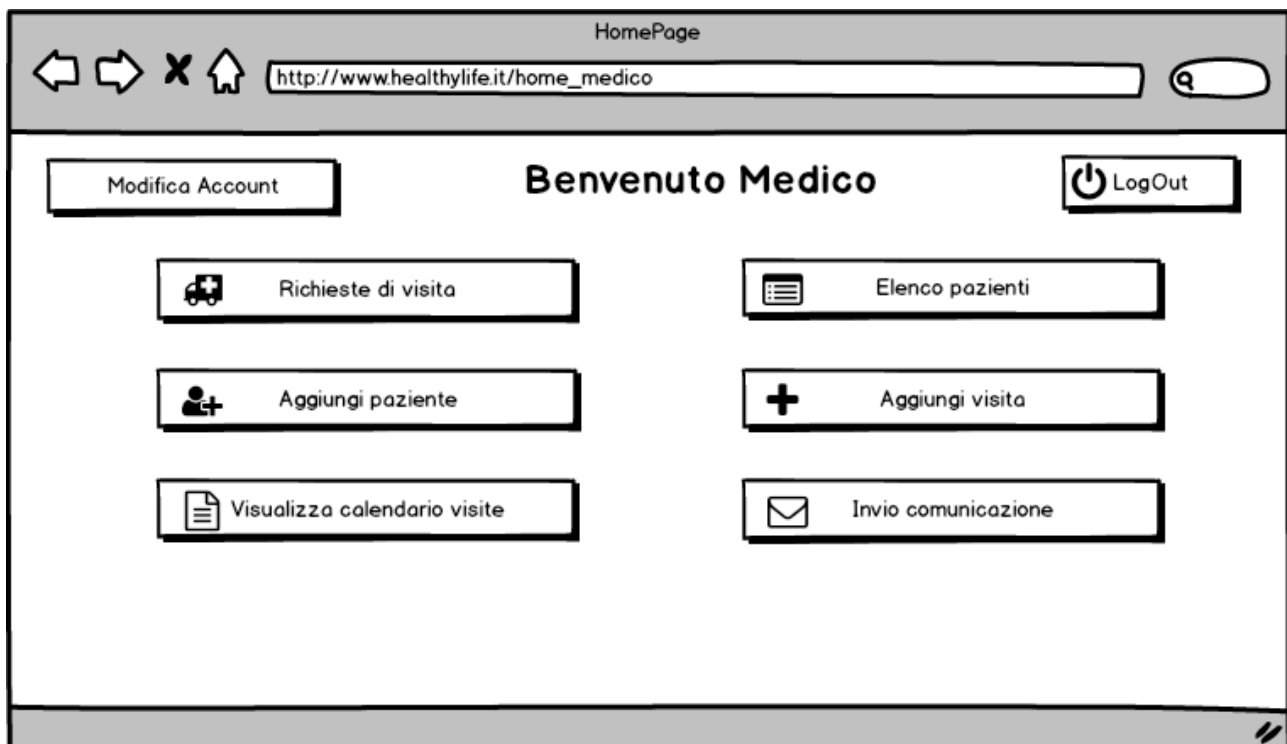 HomePage
http://www.healthylife.it/home_medico
Modifica Account
Benvenuto Medico
LogOut
Richieste di visita
Elenco pazienti
Aggiungi paziente
Aggiungi visita
Visualizza calendario visite
Invio comunicazione